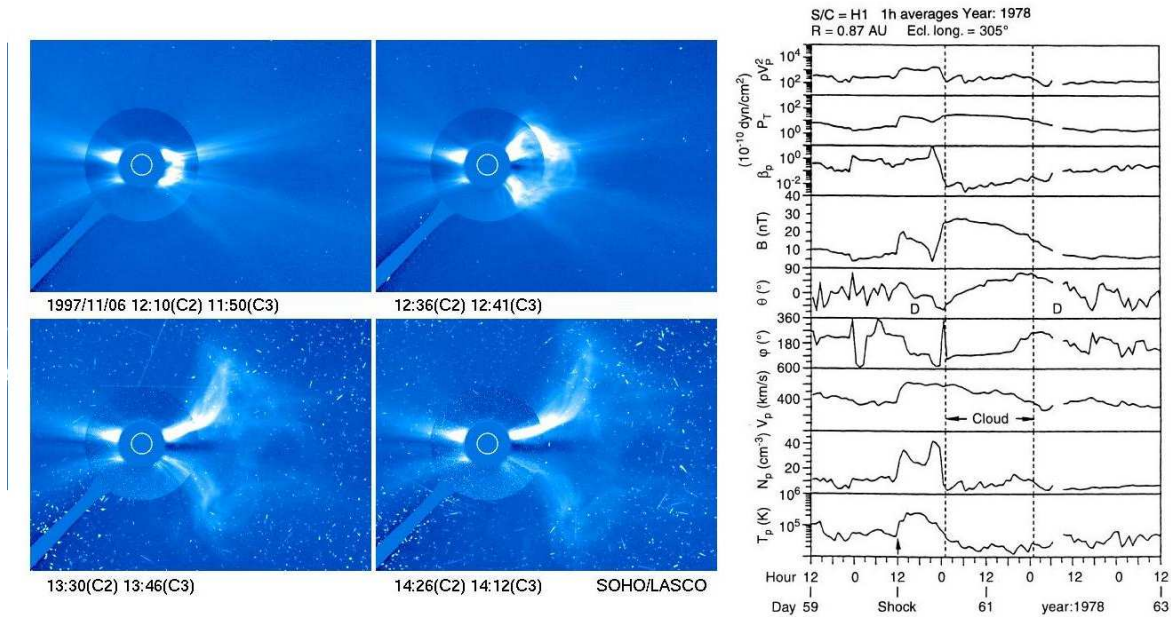 1997/11/06 12:10(C2) 11:50(C3)
12:36(C2) 12:41(C3)
13:30(C2) 13:46(C3)
14:26(C2) 14:12(C3)
SOHO/LASCO
S/C = H1 1h averages Year: 1978
R = 0.87 AU Ecl. long. = 305°
ρV²p
10⁴
10²
(10⁻¹⁰ dyn/cm²)
P_T
10²
10⁰
βp
10⁰
10⁻²
40
B (nT)
30
20
10
90
θ (°)
0
D
D
360
φ (°)
180
600
Vp (km/s)
400
Cloud
Np (cm⁻³)
40
20
10⁶
Tp (K)
10⁵
Hour 12 0 12 0 12 0 12 0 12
Day 59 Shock 61 year:1978 63